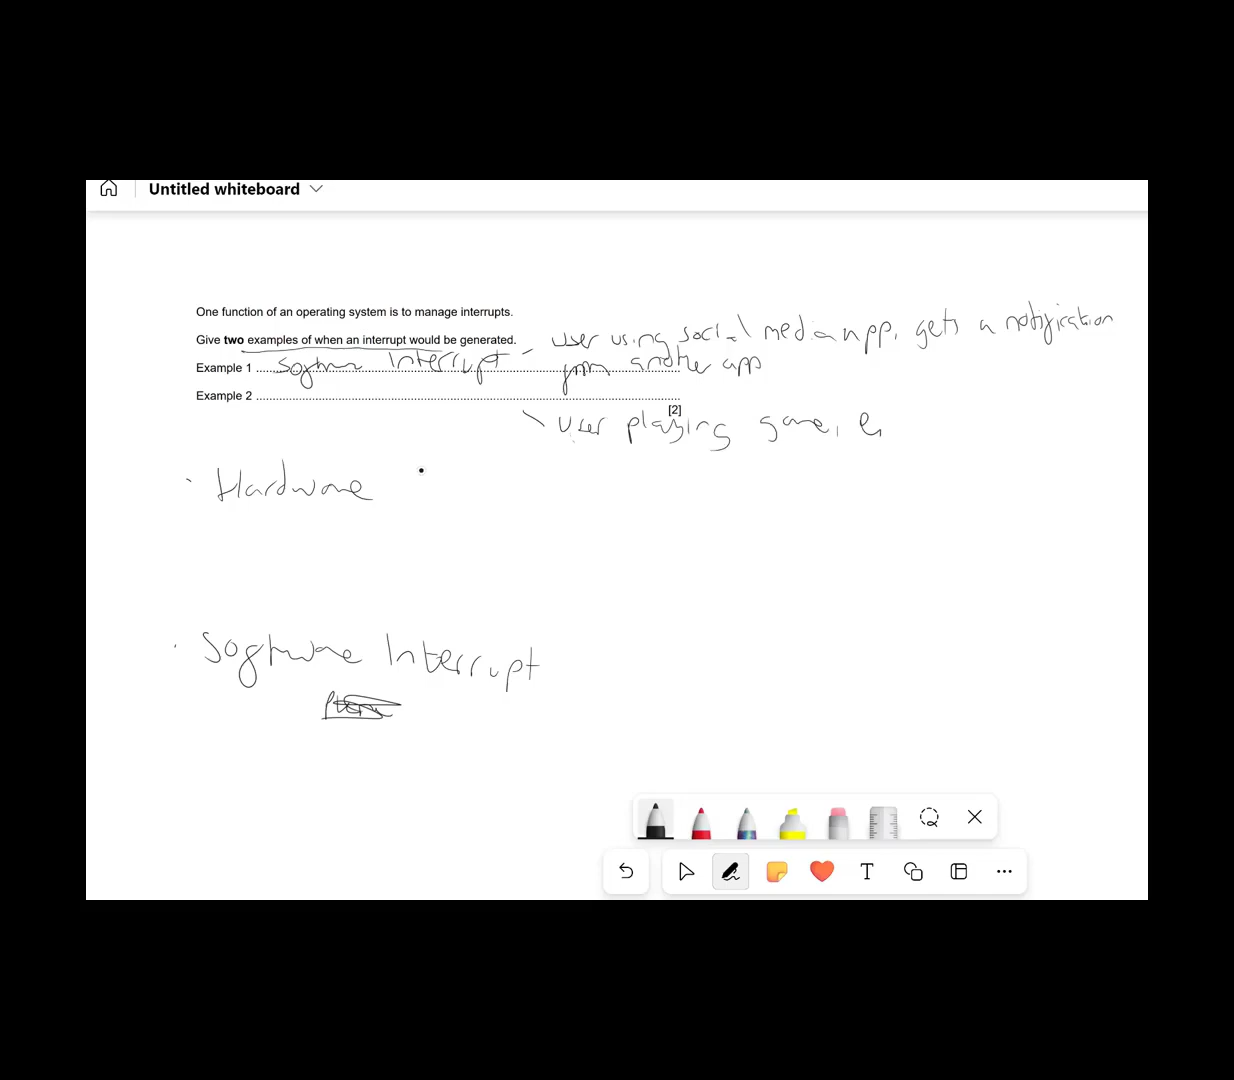 Untitled whiteboard
One function of an operating system is to manage interrupts.
Give two examples of when an interrupt would be generated.
Example 1 Software Interrupt
Example 2
[2]
user using social media app, gets a notification
from another app
user playing game, e
Hardware
Software Interrupt
T